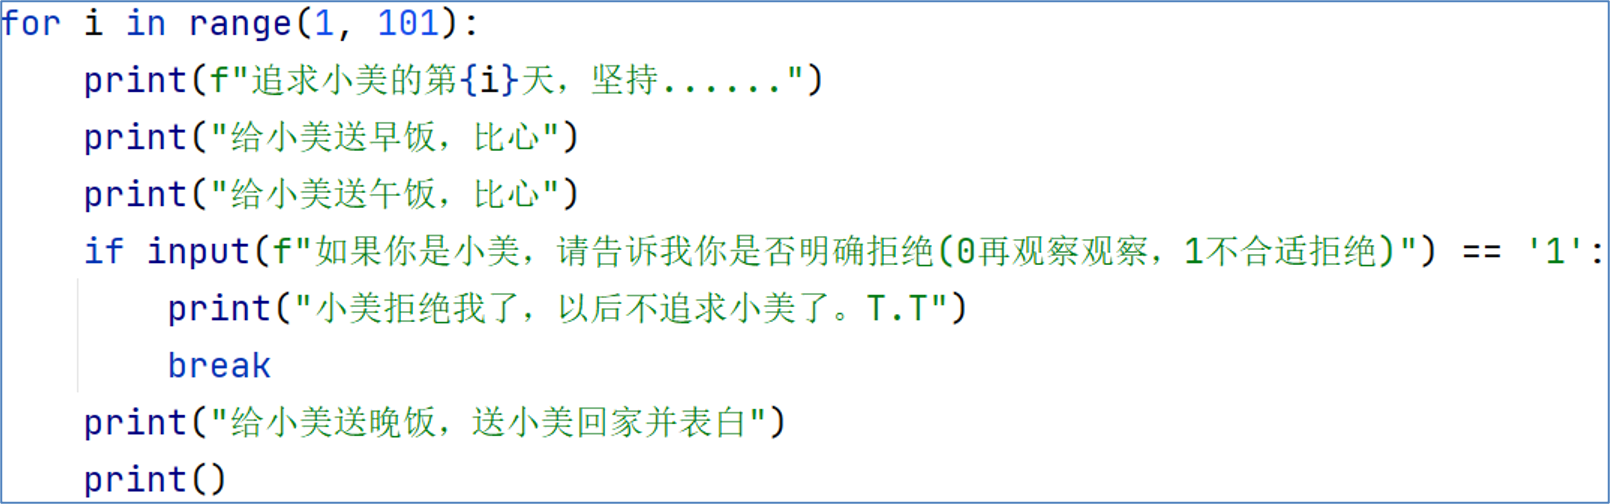 for i in range(1, 101):
    print(f"追求小美的第{i}天，坚持......")
    print("给小美送早饭，比心")
    print("给小美送午饭，比心")
    if input(f"如果你是小美，请告诉我你是否明确拒绝(0再观察观察，1不合适拒绝)") == '1':
        print("小美拒绝我了，以后不追求小美了。T.T")
        break
    print("给小美送晚饭，送小美回家并表白")
    print()